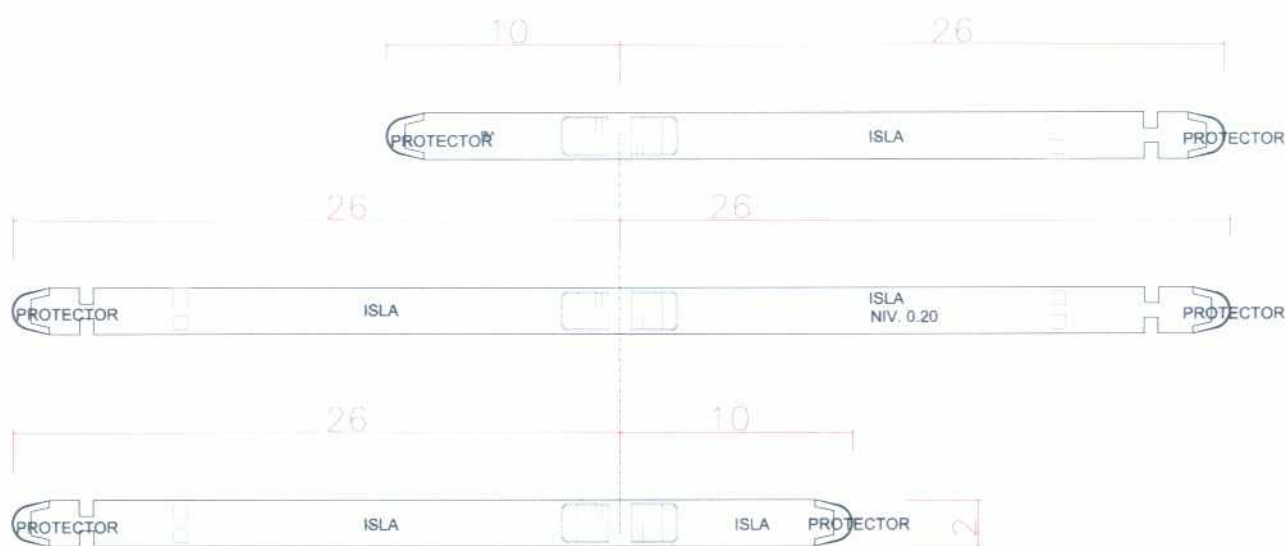 10 26
PROTECTOR ISLA PROTECTOR
26 26
PROTECTOR ISLA ISLA PROTECTOR
NIV. 0.20
26 10
PROTECTOR ISLA ISLA PROTECTOR
2